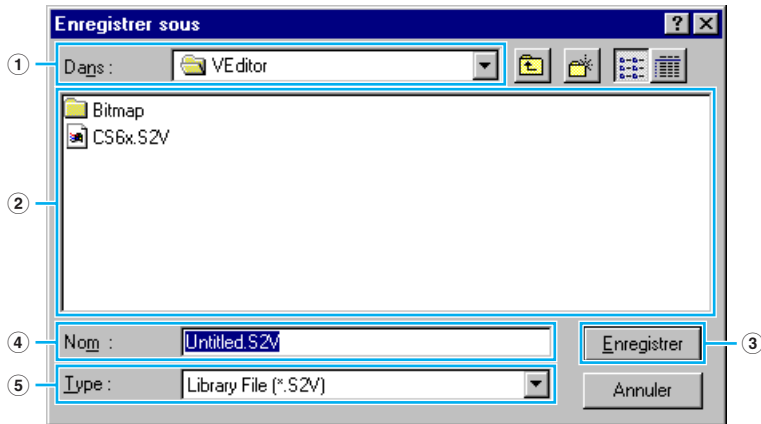 Enregistrer sous
① Dans : VEditor
Bitmap
CS6x.S2V
②
④ Nom : Untitled.S2V Enregistrer ③
⑤ Type : Library File (*.S2V) Annuler